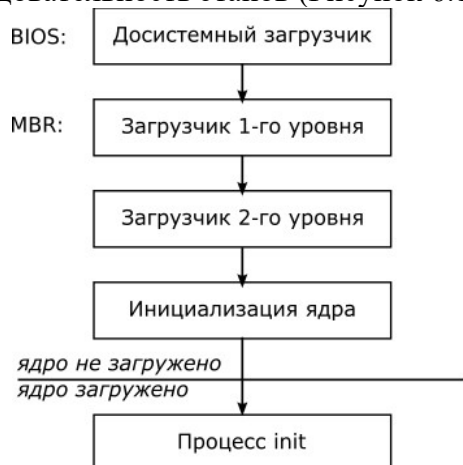 BIOS:
Досистемный загрузчик
MBR:
Загрузчик 1-го уровня
Загрузчик 2-го уровня
Инициализация ядра
ядро не загружено
ядро загружено
Процесс init